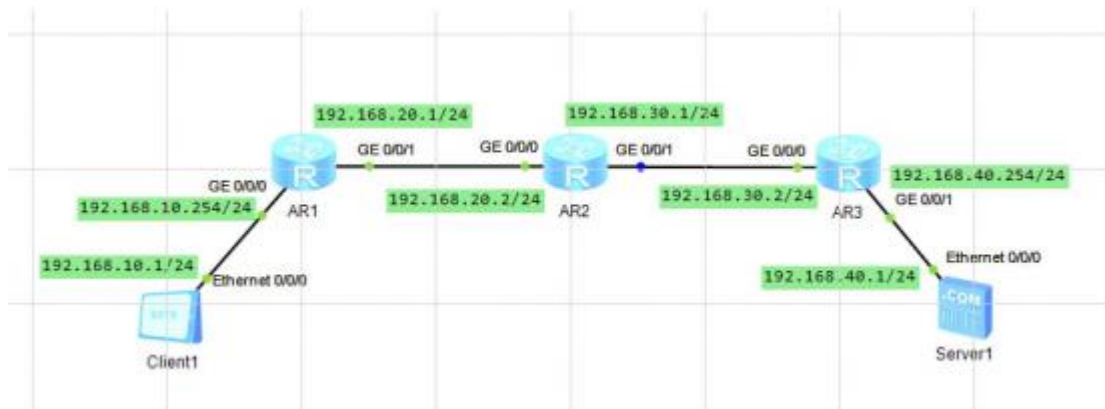 192.168.20.1/24
192.168.30.1/24
GE 0/0/1
GE 0/0/0
GE 0/0/1
GE 0/0/0
192.168.40.254/24
GE 0/0/0
R
R
R
192.168.10.254/24
AR1
192.168.20.2/24
AR2
192.168.30.2/24
AR3
GE 0/0/1
192.168.10.1/24
Ethernet 0/0/0
192.168.40.1/24
Ethernet 0/0/0
.COM
Client1
Server1